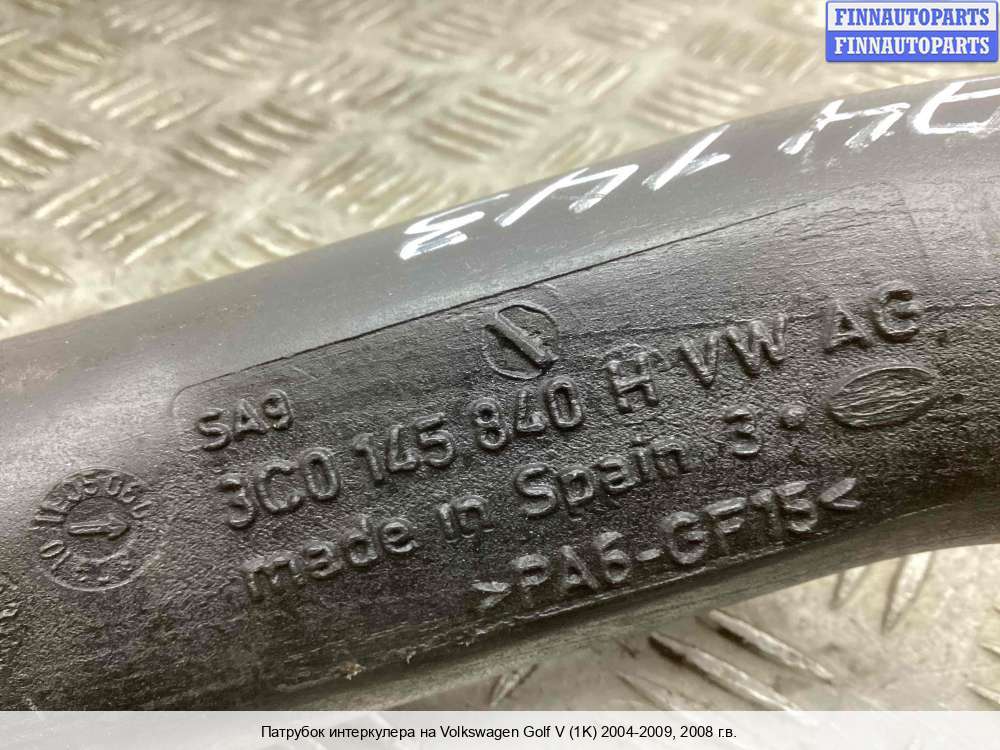 FINNAUTOPARTS
FINNAUTOPARTS
SA9
3C0 145 840 H VW AG
made in Spain 3
>PA6-GF15<
Патрубок интеркулера на Volkswagen Golf V (1K) 2004-2009, 2008 г.в.